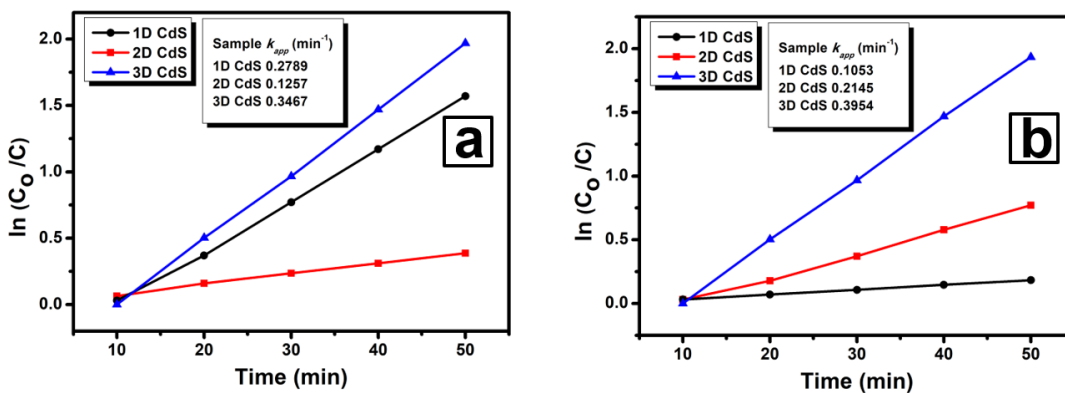 1D CdS
2D CdS
3D CdS
Sample k_app (min⁻¹)
1D CdS 0.2789
2D CdS 0.1257
3D CdS 0.3467
a
ln (C_O /C)
2.0
1.5
1.0
0.5
0.0
10 20 30 40 50
Time (min)
1D CdS
2D CdS
3D CdS
Sample k_app (min⁻¹)
1D CdS 0.1053
2D CdS 0.2145
3D CdS 0.3954
b
ln (C_O /C)
2.0
1.5
1.0
0.5
0.0
10 20 30 40 50
Time (min)